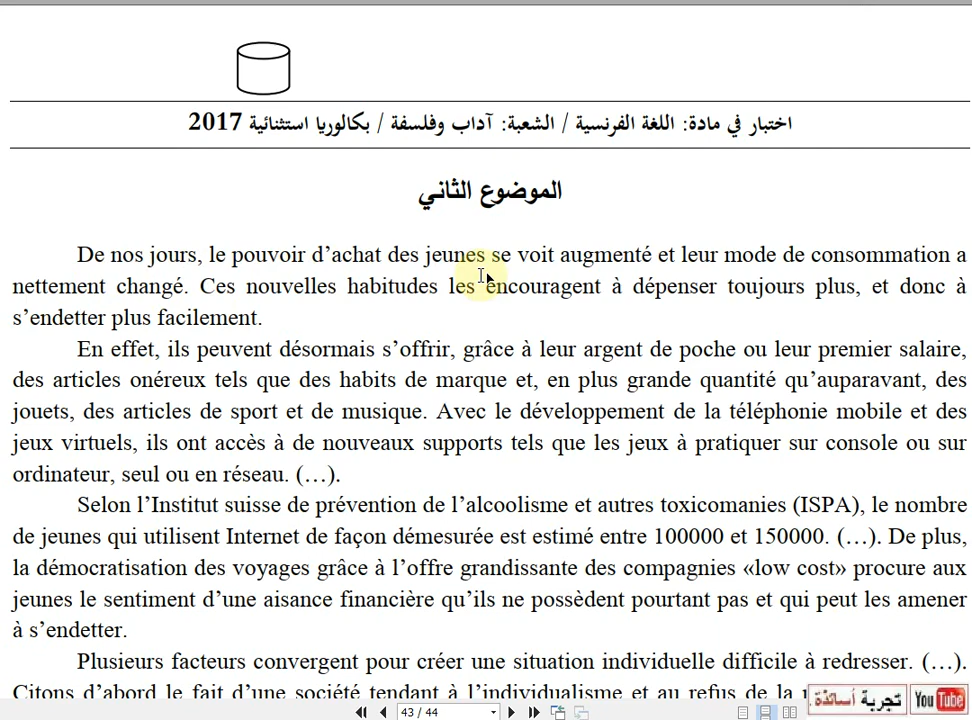 اختبار في مادة: اللغة الفرنسية / الشعبة: آداب وفلسفة / بكالوريا استثنائية 2017
الموضوع الثاني
De nos jours, le pouvoir d’achat des jeunes se voit augmenté et leur mode de consommation a
nettement changé. Ces nouvelles habitudes les encouragent à dépenser toujours plus, et donc à
s’endetter plus facilement.
En effet, ils peuvent désormais s’offrir, grâce à leur argent de poche ou leur premier salaire,
des articles onéreux tels que des habits de marque et, en plus grande quantité qu’auparavant, des
jouets, des articles de sport et de musique. Avec le développement de la téléphonie mobile et des
jeux virtuels, ils ont accès à de nouveaux supports tels que les jeux à pratiquer sur console ou sur
ordinateur, seul ou en réseau. (…).
Selon l’Institut suisse de prévention de l’alcoolisme et autres toxicomanies (ISPA), le nombre
de jeunes qui utilisent Internet de façon démesurée est estimé entre 100000 et 150000. (…). De plus,
la démocratisation des voyages grâce à l’offre grandissante des compagnies «low cost» procure aux
jeunes le sentiment d’une aisance financière qu’ils ne possèdent pourtant pas et qui peut les amener
à s’endetter.
Plusieurs facteurs convergent pour créer une situation individuelle difficile à redresser. (…).
Citons d’abord le fait d’une société tendant à l’individualisme et au refus de la
تجربة أساتذة
YouTube
43 / 44